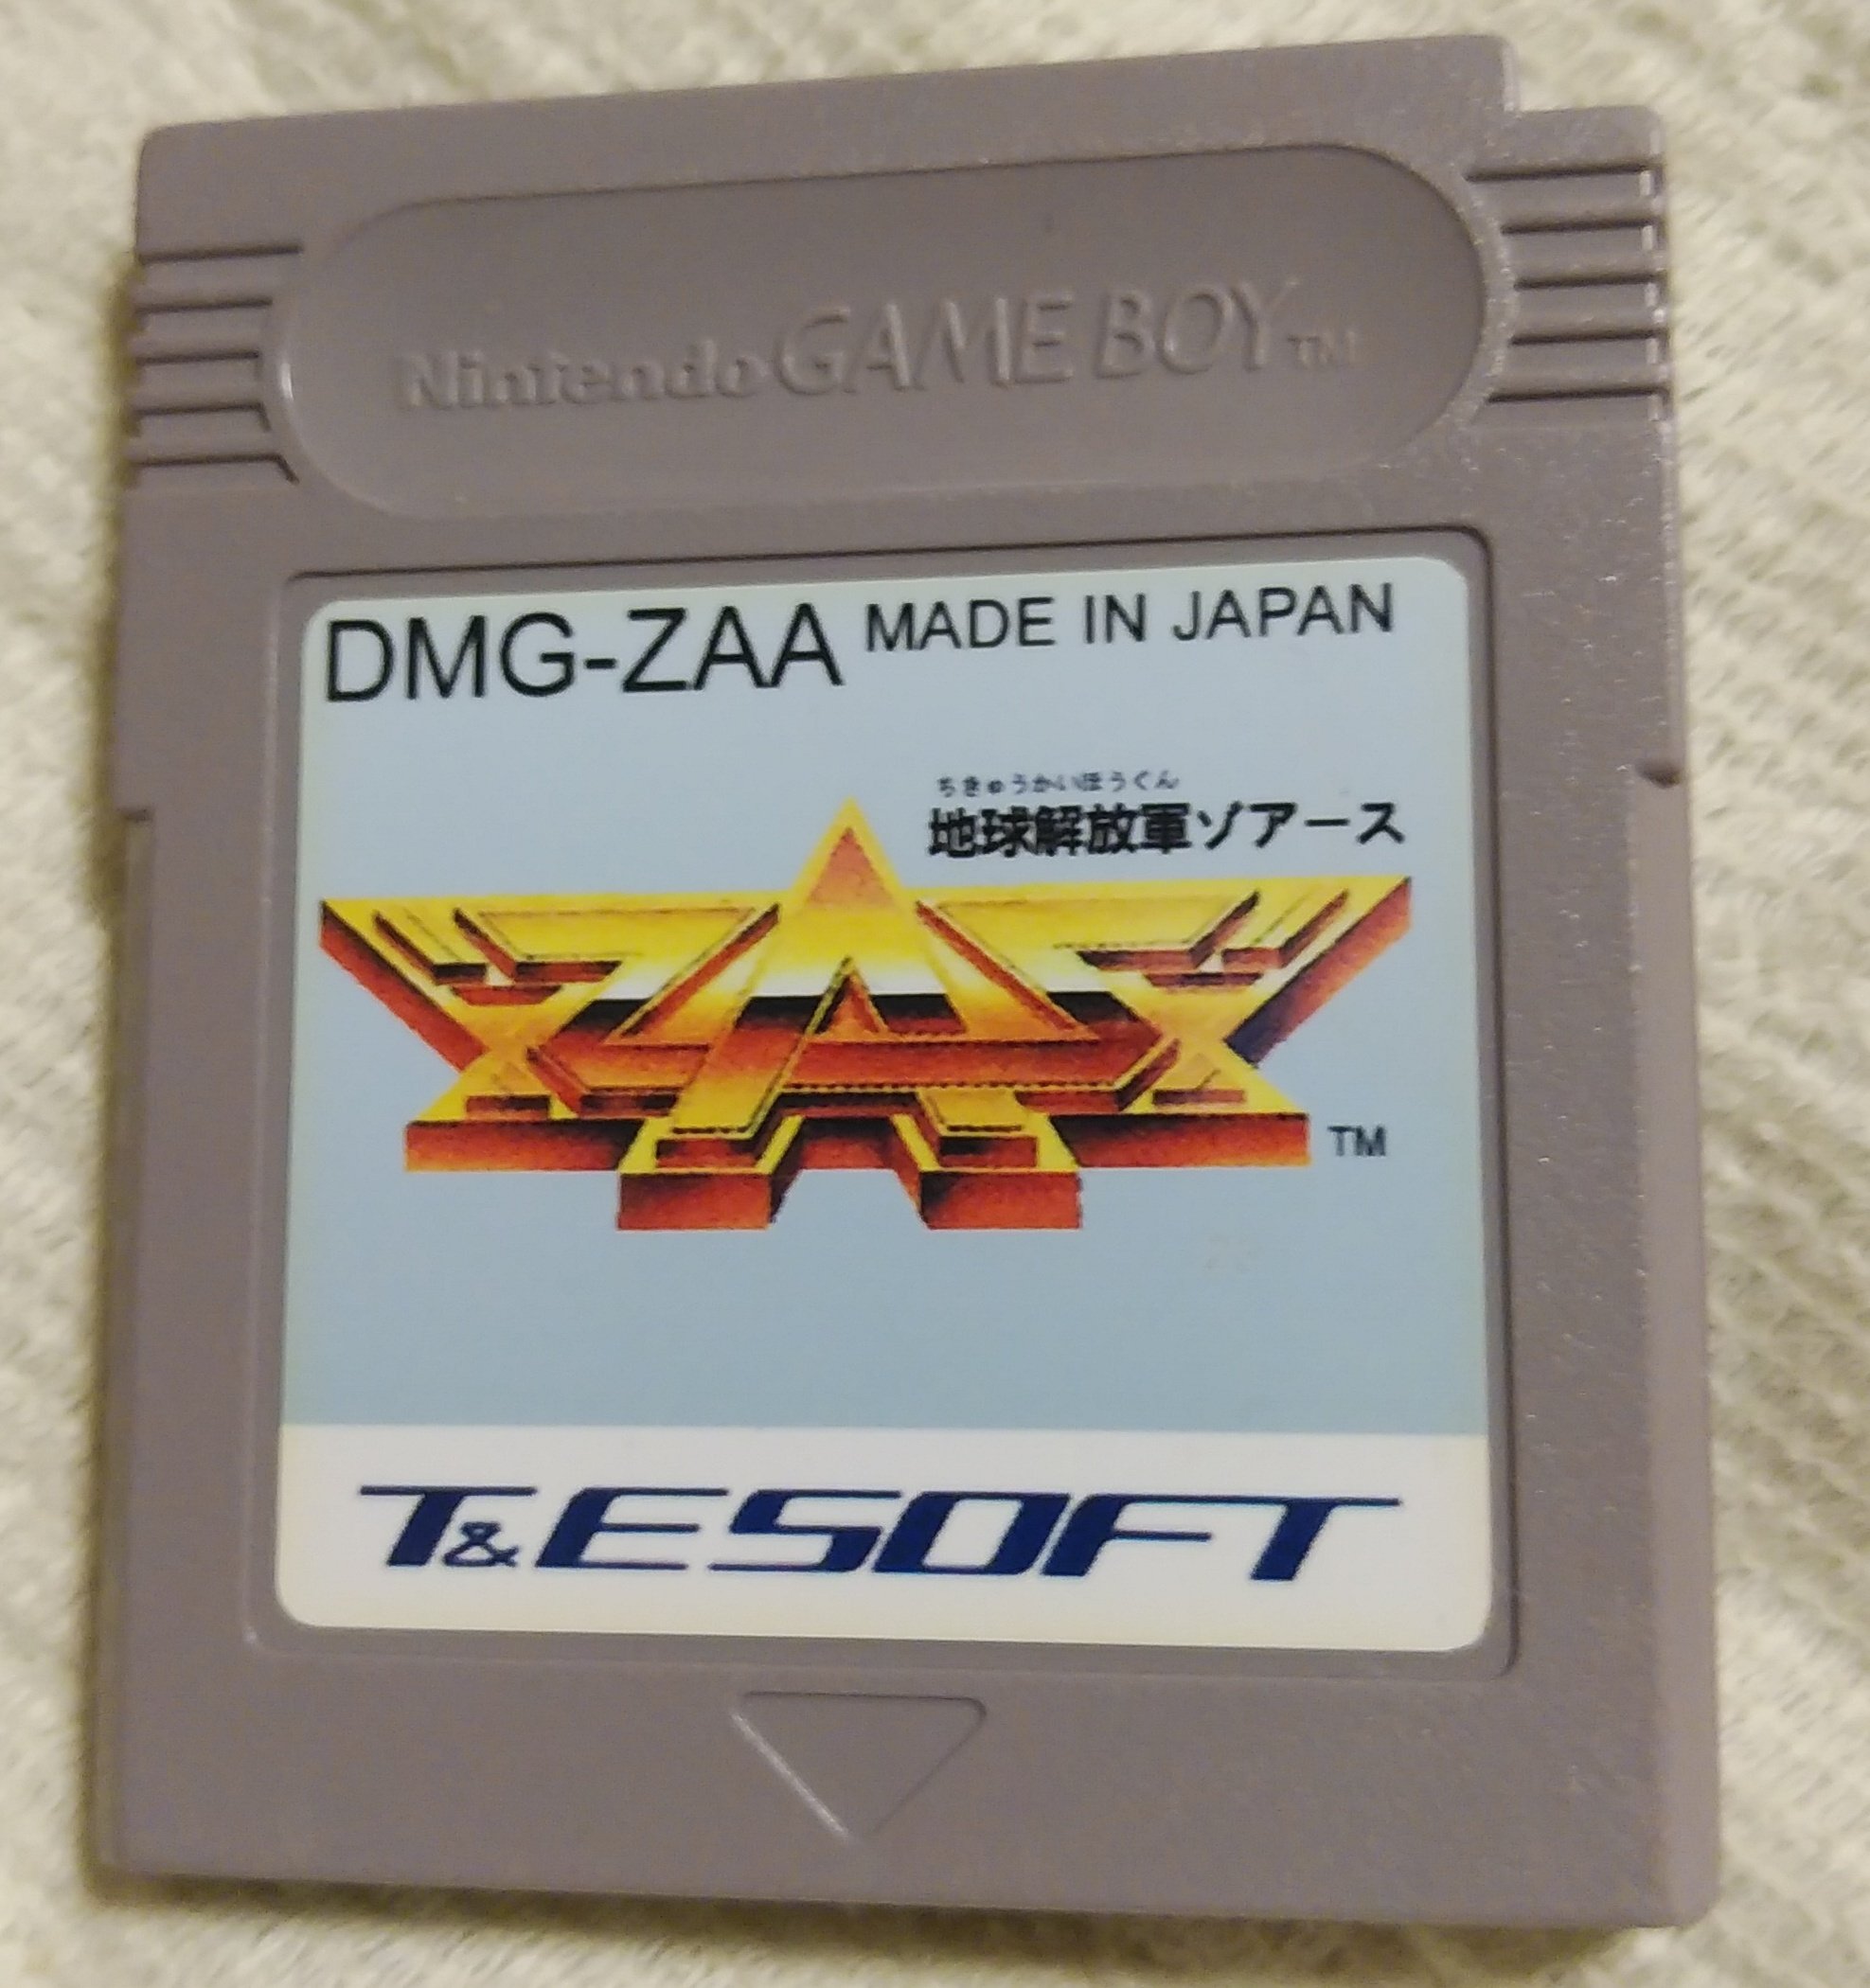 Nintendo GAME BOY TM
DMG-ZAA MADE IN JAPAN
ちきゅうかいほうぐん
地球解放軍ゾアース
ZAS
TM
T&E SOFT